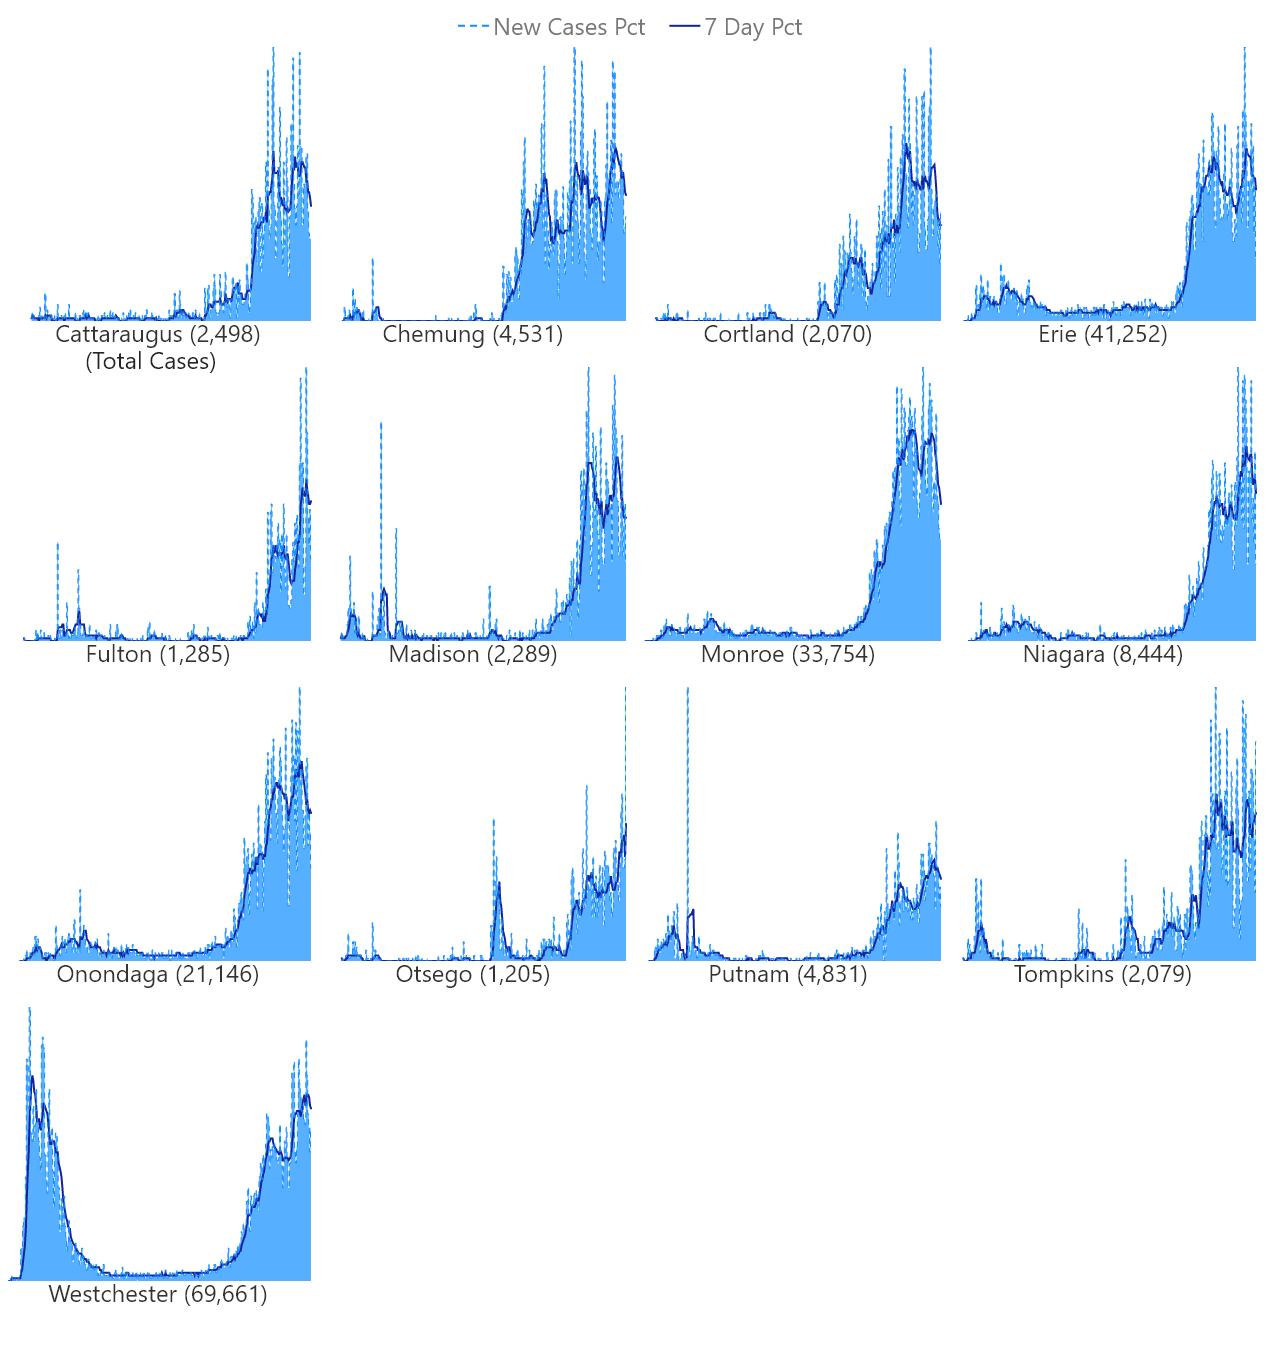 New Cases Pct 7 Day Pct
Cattaraugus (2,498) Chemung (4,531) Cortland (2,070) Erie (41,252)
(Total Cases)
Fulton (1,285) Madison (2,289) Monroe (33,754) Niagara (8,444)
Onondaga (21,146) Otsego (1,205) Putnam (4,831) Tompkins (2,079)
Westchester (69,661)